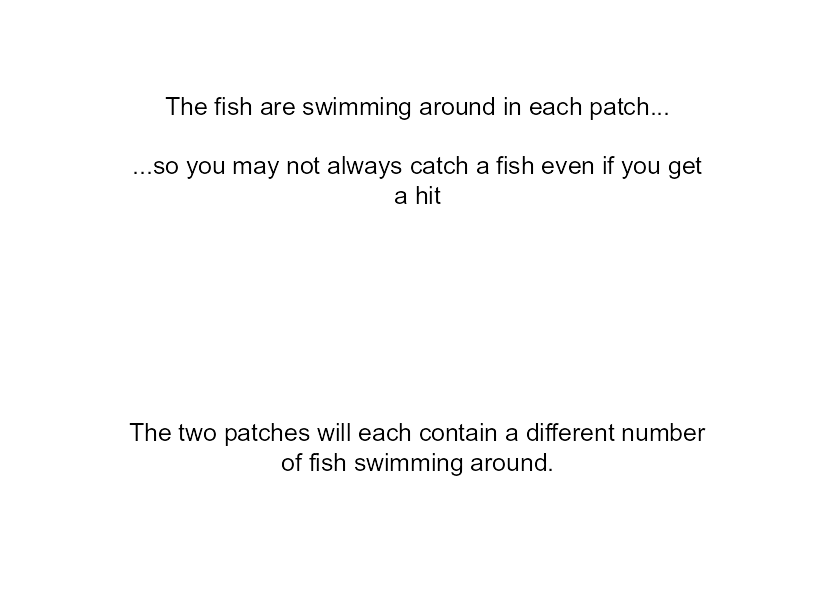 The fish are swimming around in each patch...
...so you may not always catch a fish even if you get
a hit
The two patches will each contain a different number
of fish swimming around.